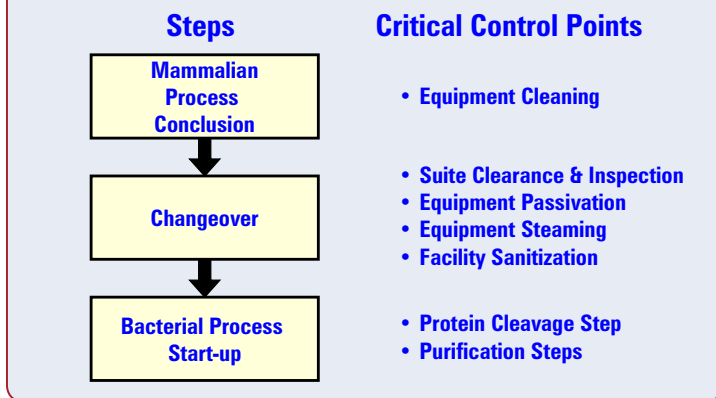 Steps
Critical Control Points
Mammalian
Process
Conclusion
• Equipment Cleaning
Changeover
• Suite Clearance & Inspection
• Equipment Passivation
• Equipment Steaming
• Facility Sanitization
Bacterial Process
Start-up
• Protein Cleavage Step
• Purification Steps